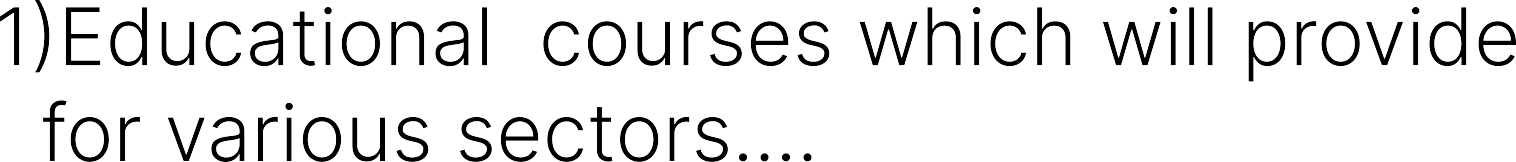 1)Educational  courses which will provide
for various sectors....